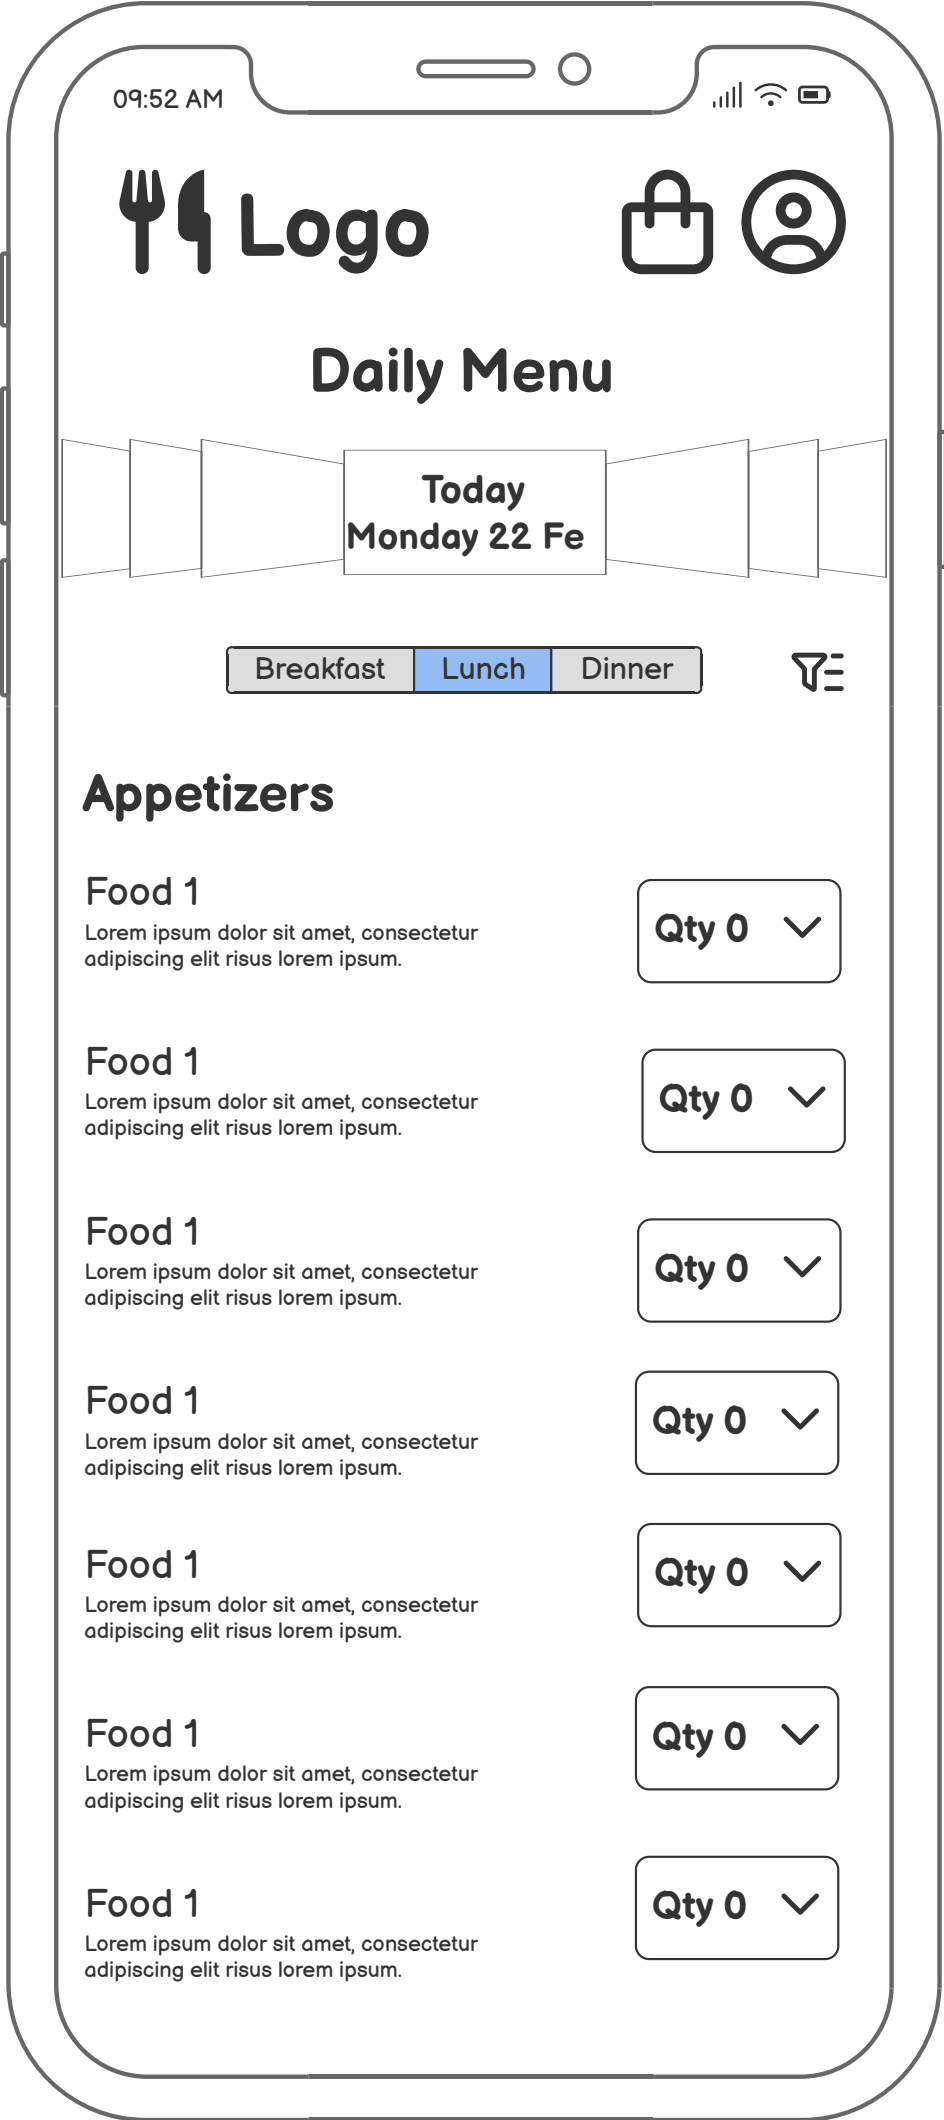 09:52 AM
Logo
Daily Menu
Today
Monday 22 Fe
Breakfast Lunch Dinner
Appetizers
Food 1
Lorem ipsum dolor sit amet, consectetur
adipiscing elit risus lorem ipsum.
Qty 0
Food 1
Lorem ipsum dolor sit amet, consectetur
adipiscing elit risus lorem ipsum.
Qty 0
Food 1
Lorem ipsum dolor sit amet, consectetur
adipiscing elit risus lorem ipsum.
Qty 0
Food 1
Lorem ipsum dolor sit amet, consectetur
adipiscing elit risus lorem ipsum.
Qty 0
Food 1
Lorem ipsum dolor sit amet, consectetur
adipiscing elit risus lorem ipsum.
Qty 0
Food 1
Lorem ipsum dolor sit amet, consectetur
adipiscing elit risus lorem ipsum.
Qty 0
Food 1
Lorem ipsum dolor sit amet, consectetur
adipiscing elit risus lorem ipsum.
Qty 0